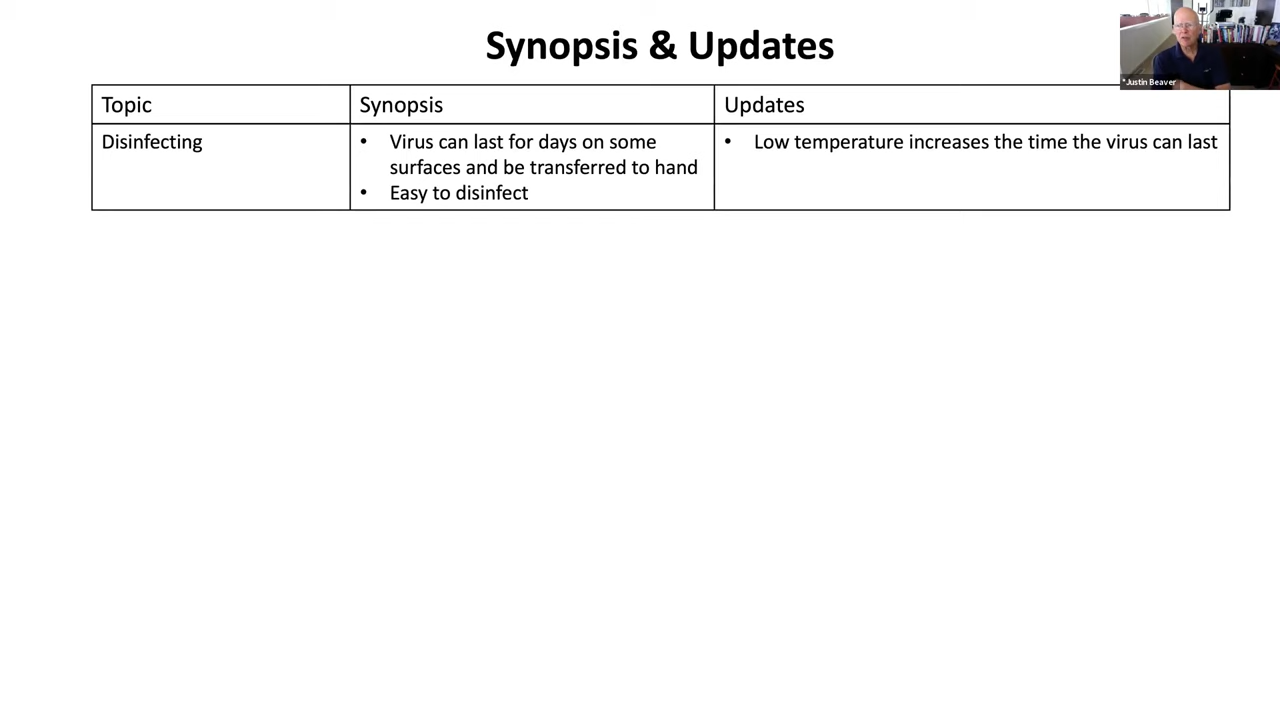 Synopsis & Updates
*Justin Beaver
Topic
Synopsis
Updates
Disinfecting
• Virus can last for days on some
surfaces and be transferred to hand
• Easy to disinfect
• Low temperature increases the time the virus can last